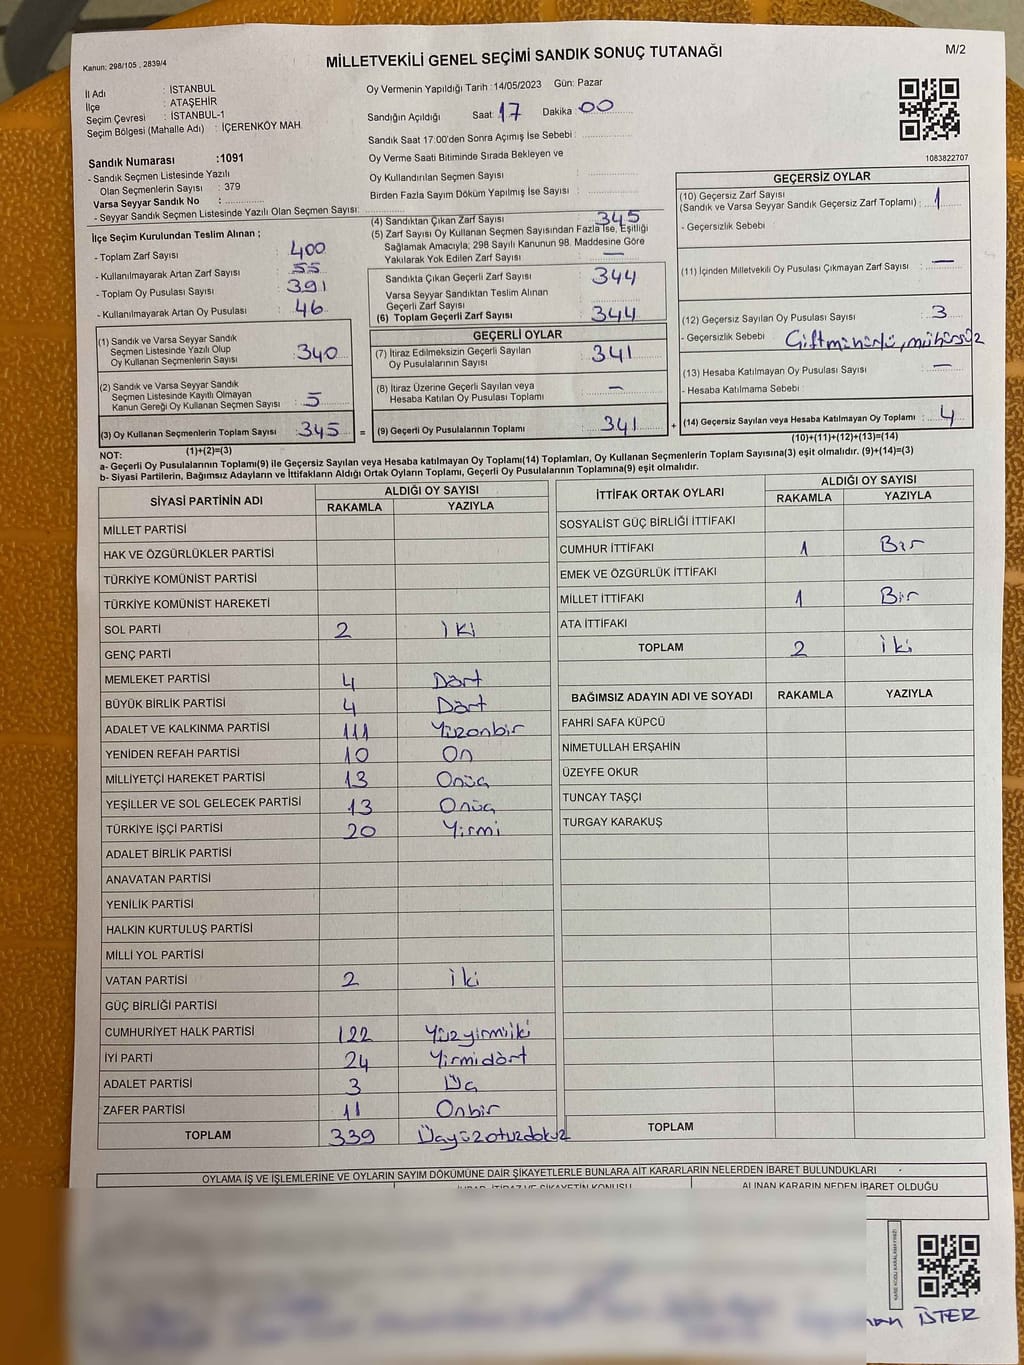 MİLLETVEKİLİ GENEL SEÇİMİ SANDIK SONUÇ TUTANAĞI
M/2
Kanun: 298/105 , 2839/4
İl Adı : İSTANBUL
İlçe : ATAŞEHİR
Seçim Çevresi : İSTANBUL-1
Seçim Bölgesi (Mahalle Adı) : İÇERENKÖY MAH.
Sandık Numarası :1091
- Sandık Seçmen Listesinde Yazılı
Olan Seçmenlerin Sayısı : 379
Varsa Seyyar Sandık No :
- Seyyar Sandık Seçmen Listesinde Yazılı Olan Seçmen Sayısı:
Oy Vermenin Yapıldığı Tarih :14/05/2023 Gün: Pazar
Sandığın Açıldığı Saat: 17 Dakika 00
Sandık Saat 17:00'den Sonra Açımış İse Sebebi :
Oy Verme Saati Bitiminde Sırada Bekleyen ve
Oy Kullandırılan Seçmen Sayısı :
Birden Fazla Sayım Döküm Yapılmış İse Sayısı :
1083822707
İlçe Seçim Kurulundan Teslim Alınan ;
- Toplam Zarf Sayısı : 400
- Kullanılmayarak Artan Zarf Sayısı : 55
- Toplam Oy Pusulası Sayısı : 391
- Kullanılmayarak Artan Oy Pusulası : 46
(1) Sandık ve Varsa Seyyar Sandık
Seçmen Listesinde Yazılı Olup
Oy Kullanan Seçmenlerin Sayısı : 340
(2) Sandık ve Varsa Seyyar Sandık
Seçmen Listesinde Kayıtlı Olmayan
Kanun Gereği Oy Kullanan Seçmen Sayısı : 5
(3) Oy Kullanan Seçmenlerin Toplam Sayısı : 345
(1)+(2)=(3)
(4) Sandıktan Çıkan Zarf Sayısı : 345
(5) Zarf Sayısı Oy Kullanan Seçmen Sayısından Fazla İse, Eşitliği
Sağlamak Amacıyla; 298 Sayılı Kanunun 98. Maddesine Göre
Yakılarak Yok Edilen Zarf Sayısı : —
Sandıkta Çıkan Geçerli Zarf Sayısı : 344
Varsa Seyyar Sandıktan Teslim Alınan
Geçerli Zarf Sayısı :
(6) Toplam Geçerli Zarf Sayısı : 344
GEÇERLİ OYLAR
(7) İtiraz Edilmeksizin Geçerli Sayılan
Oy Pusulalarının Sayısı : 341
(8) İtiraz Üzerine Geçerli Sayılan veya
Hesaba Katılan Oy Pusulası Toplamı : —
= (9) Geçerli Oy Pusulalarının Toplamı : 341
GEÇERSİZ OYLAR
(10) Geçersiz Zarf Sayısı
(Sandık ve Varsa Seyyar Sandık Geçersiz Zarf Toplamı) : 1
- Geçersizlik Sebebi :
(11) İçinden Milletvekili Oy Pusulası Çıkmayan Zarf Sayısı : —
(12) Geçersiz Sayılan Oy Pusulası Sayısı : 3
- Geçersizlik Sebebi : Çiftmühürlü, mühürsüz
(13) Hesaba Katılmayan Oy Pusulası Sayısı : —
- Hesaba Katılmama Sebebi :
+ (14) Geçersiz Sayılan veya Hesaba Katılmayan Oy Toplamı : 4
(10)+(11)+(12)+(13)=(14)
NOT:
a- Geçerli Oy Pusulalarının Toplamı(9) ile Geçersiz Sayılan veya Hesaba katılmayan Oy Toplamı(14) Toplamları, Oy Kullanan Seçmenlerin Toplam Sayısına(3) eşit olmalıdır. (9)+(14)=(3)
b- Siyasi Partilerin, Bağımsız Adayların ve İttifakların Aldığı Ortak Oyların Toplamı, Geçerli Oy Pusulalarının Toplamına(9) eşit olmalıdır.
SİYASİ PARTİNİN ADI
ALDIĞI OY SAYISI
RAKAMLA YAZIYLA
MİLLET PARTİSİ
HAK VE ÖZGÜRLÜKLER PARTİSİ
TÜRKİYE KOMÜNİST PARTİSİ
TÜRKİYE KOMÜNİST HAREKETİ
SOL PARTİ 2 İki
GENÇ PARTİ
MEMLEKET PARTİSİ 4 Dört
BÜYÜK BİRLİK PARTİSİ 4 Dört
ADALET VE KALKINMA PARTİSİ 111 Yüzonbir
YENİDEN REFAH PARTİSİ 10 On
MİLLİYETÇİ HAREKET PARTİSİ 13 Onüç
YEŞİLLER VE SOL GELECEK PARTİSİ 13 Onüç
TÜRKİYE İŞÇİ PARTİSİ 20 Yirmi
ADALET BİRLİK PARTİSİ
ANAVATAN PARTİSİ
YENİLİK PARTİSİ
HALKIN KURTULUŞ PARTİSİ
MİLLİ YOL PARTİSİ
VATAN PARTİSİ 2 İki
GÜÇ BİRLİĞİ PARTİSİ
CUMHURİYET HALK PARTİSİ 122 Yüzyirmiiki
İYİ PARTİ 24 Yirmidört
ADALET PARTİSİ 3 Üç
ZAFER PARTİSİ 11 Onbir
TOPLAM 339 Üçyüzotuzdokuz
İTTİFAK ORTAK OYLARI
ALDIĞI OY SAYISI
RAKAMLA YAZIYLA
SOSYALİST GÜÇ BİRLİĞİ İTTİFAKI
CUMHUR İTTİFAKI 1 Bir
EMEK VE ÖZGÜRLÜK İTTİFAKI
MİLLET İTTİFAKI 1 Bir
ATA İTTİFAKI
TOPLAM 2 İki
BAĞIMSIZ ADAYIN ADI VE SOYADI RAKAMLA YAZIYLA
FAHRİ SAFA KÜPCÜ
NİMETULLAH ERŞAHİN
ÜZEYFE OKUR
TUNCAY TAŞÇI
TURGAY KARAKUŞ
TOPLAM
OYLAMA İŞ VE İŞLEMLERİNE VE OYLARIN SAYIM DÖKÜMÜNE DAİR ŞİKAYETLERLE BUNLARA AİT KARARLARIN NELERDEN İBARET BULUNDUKLARI
ALINAN KARARIN NEDEN İBARET OLDUĞU
İSTER